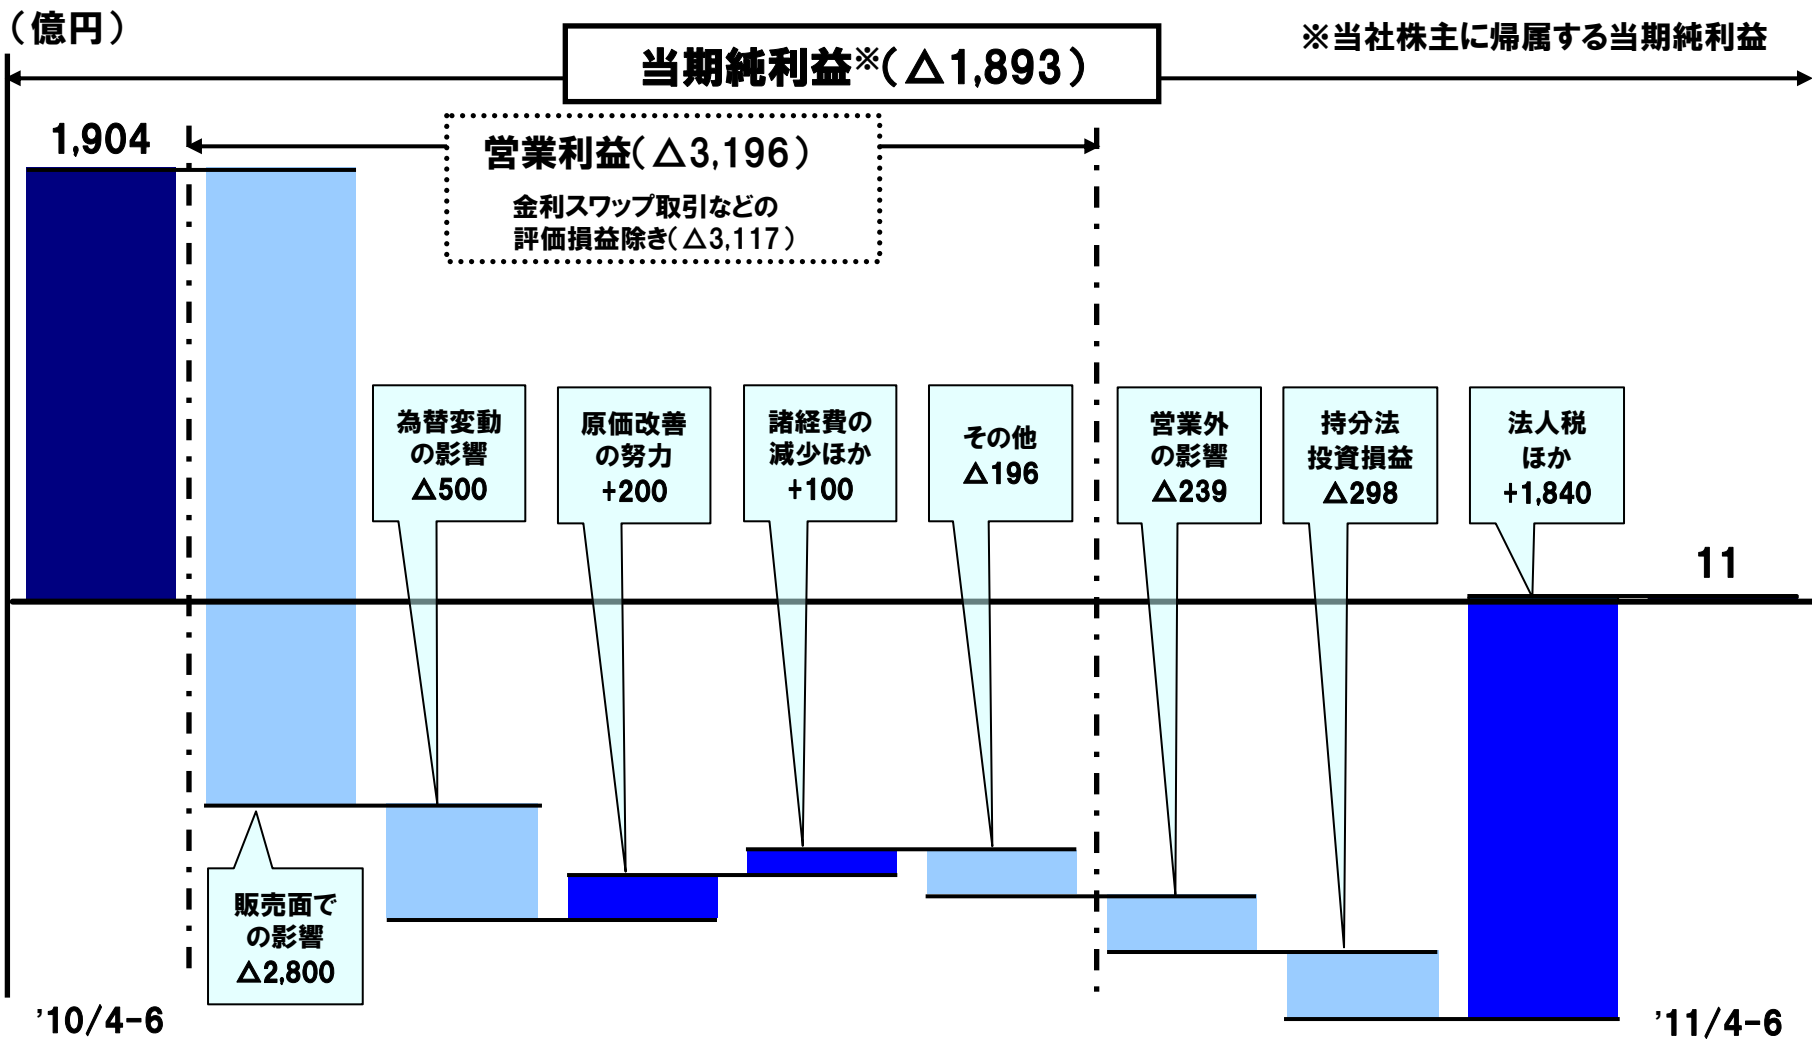 （億円）
当期純利益※（△1,893）
※当社株主に帰属する当期純利益
1,904
営業利益（△3,196）
金利スワップ取引などの
評価損益除き（△3,117）
為替変動
の影響
△500
原価改善
の努力
+200
諸経費の
減少ほか
+100
その他
△196
営業外
の影響
△239
持分法
投資損益
△298
法人税
ほか
+1,840
11
販売面で
の影響
△2,800
’10/4-6
’11/4-6